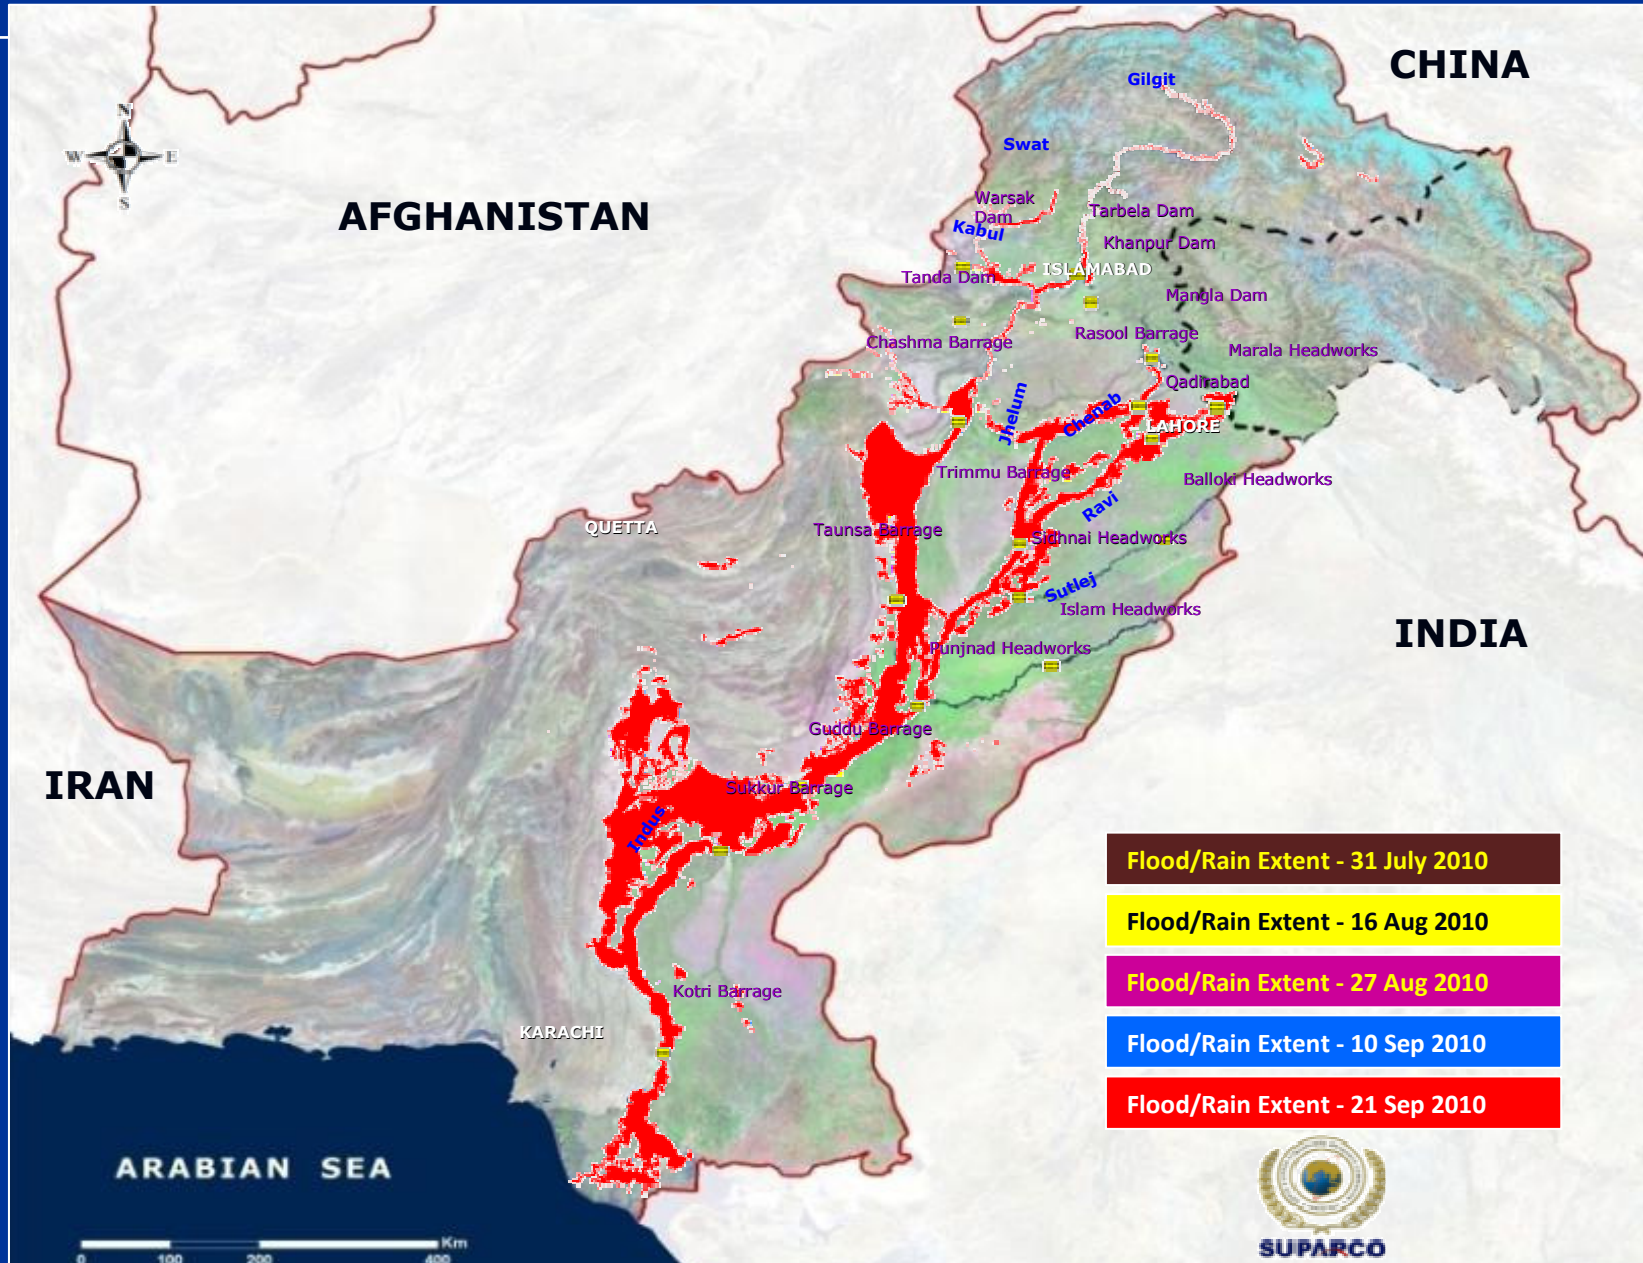 CHINA
Gilgit
N
W E
S
Swat
Warsak
Dam
Tarbela Dam
AFGHANISTAN
Kabul
Khanpur Dam
ISLAMABAD
Tanda Dam
Mangla Dam
Rasool Barrage
Chashma Barrage
Marala Headworks
Qadirabad
Jhelum
Chenab
LAHORE
Trimmu Barrage
Balloki Headworks
Ravi
QUETTA
Taunsa Barrage
Sidhnai Headworks
Sutlej
Islam Headworks
INDIA
Punjnad Headworks
Guddu Barrage
IRAN
Sukkur Barrage
Indus
Flood/Rain Extent - 31 July 2010
Flood/Rain Extent - 16 Aug 2010
Flood/Rain Extent - 27 Aug 2010
Flood/Rain Extent - 10 Sep 2010
Flood/Rain Extent - 21 Sep 2010
Kotri Barrage
KARACHI
ARABIAN SEA
Km
0 100 200 400
SUPARCO